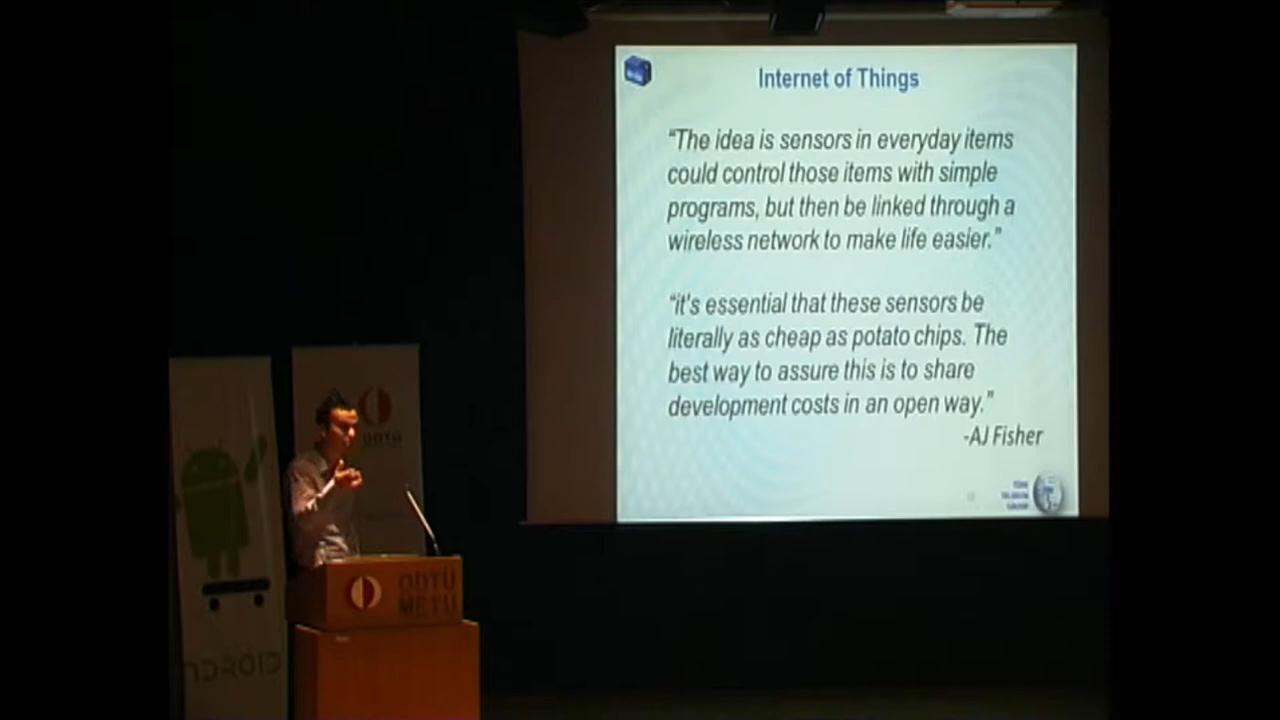 Internet of Things
“The idea is sensors in everyday items
could control those items with simple
programs, but then be linked through a
wireless network to make life easier.”
“it's essential that these sensors be
literally as cheap as potato chips. The
best way to assure this is to share
development costs in an open way.”
-AJ Fisher
ODTÜ
ODTÜ
METU
NDROID